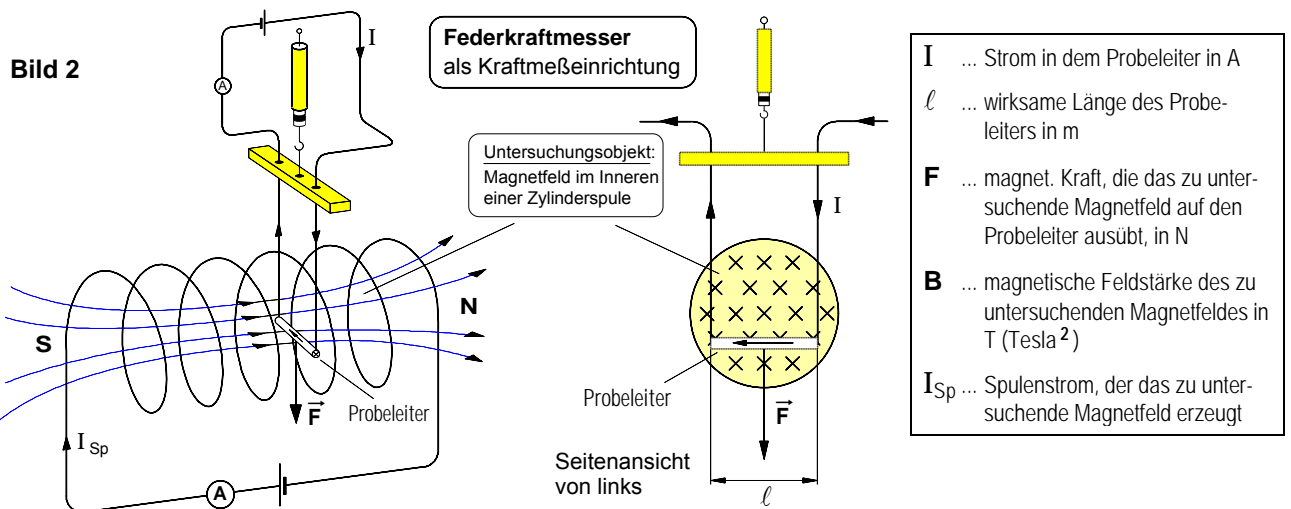 Bild 2
I
A
Federkraftmesser
als Kraftmeßeinrichtung
Untersuchungsobjekt:
Magnetfeld im Inneren
einer Zylinderspule
S
N
Probeleiter
F
I Sp
A
I
Probeleiter
F
Seitenansicht
von links
ℓ
I ... Strom in dem Probeleiter in A
ℓ ... wirksame Länge des Probe-
leiters in m
F ... magnet. Kraft, die das zu unter-
suchende Magnetfeld auf den
Probeleiter ausübt, in N
B ... magnetische Feldstärke des zu
untersuchenden Magnetfeldes in
T (Tesla ²)
I Sp ... Spulenstrom, der das zu unter-
suchende Magnetfeld erzeugt